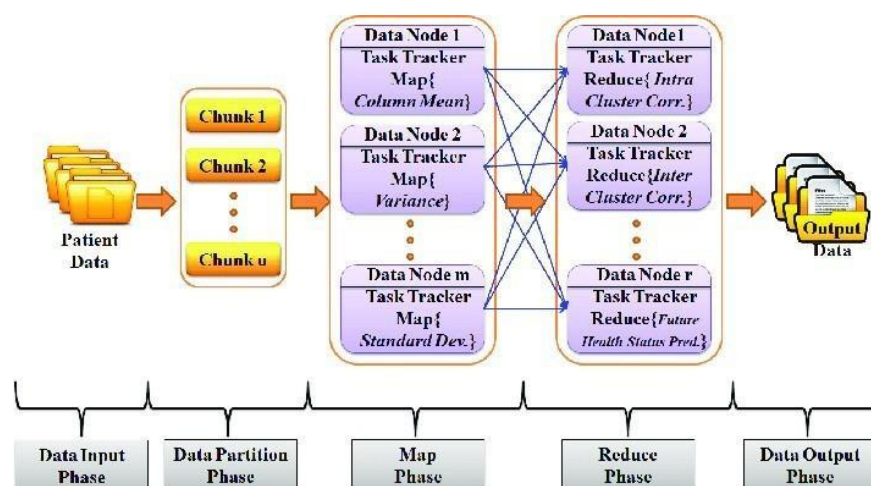 Patient
Data
Chunk 1
Chunk 2
Chunk u
Data Node 1
Task Tracker
Map{
Column Mean}
Data Node 2
Task Tracker
Map{
Variance}
Data Node m
Task Tracker
Map{
Standard Dev.}
Data Node1
Task Tracker
Reduce{ Intra
Cluster Corr.}
Data Node 2
Task Tracker
Reduce{Inter
Cluster Corr.}
Data Node r
Task Tracker
Reduce{Future
Health Status Pred.}
Output
Data
Data Input
Phase
Data Partition
Phase
Map
Phase
Reduce
Phase
Data Output
Phase